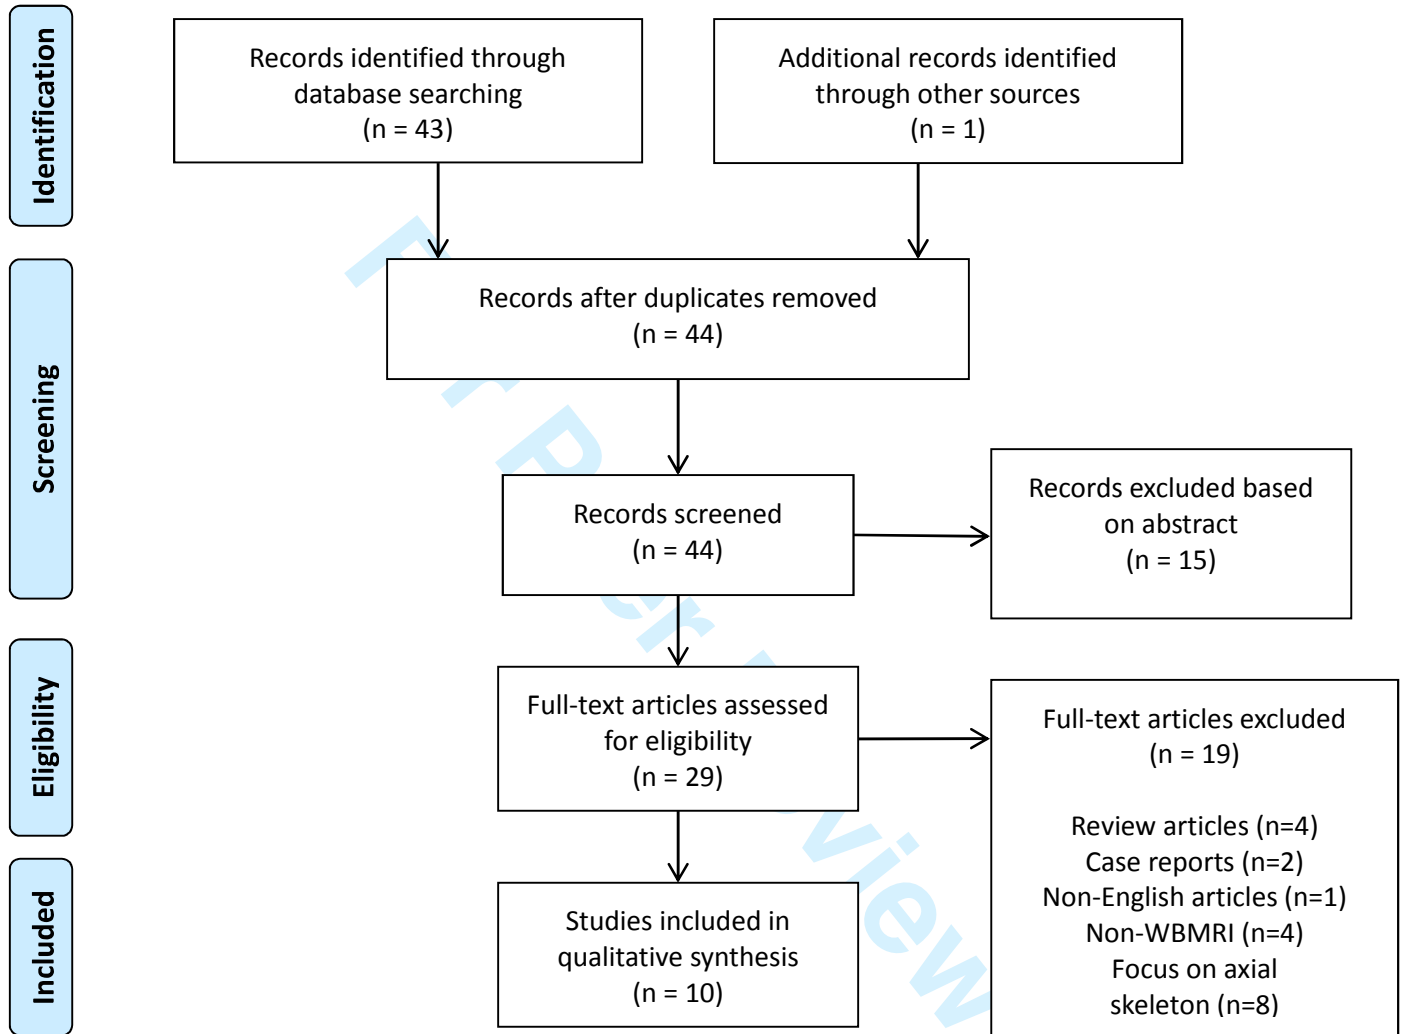 Identification
Records identified through
database searching
(n = 43)
Additional records identified
through other sources
(n = 1)
Screening
Records after duplicates removed
(n = 44)
Records screened
(n = 44)
Records excluded based
on abstract
(n = 15)
Eligibility
Full-text articles assessed
for eligibility
(n = 29)
Full-text articles excluded
(n = 19)
Review articles (n=4)
Case reports (n=2)
Non-English articles (n=1)
Non-WBMRI (n=4)
Focus on axial
skeleton (n=8)
Included
Studies included in
qualitative synthesis
(n = 10)
For Peer Review